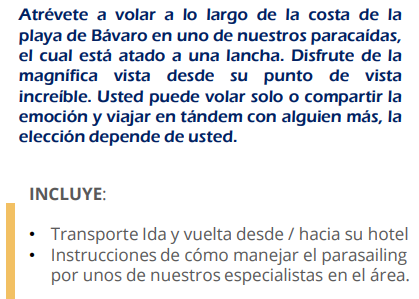 Atrévete a volar a lo largo de la costa de la
playa de Bávaro en uno de nuestros paracaídas,
el cual está atado a una lancha. Disfrute de la
magnífica vista desde su punto de vista
increíble. Usted puede volar solo o compartir la
emoción y viajar en tándem con alguien más, la
elección depende de usted.
INCLUYE:
• Transporte Ida y vuelta desde / hacia su hotel
• Instrucciones de cómo manejar el parasailing
por unos de nuestros especialistas en el área.